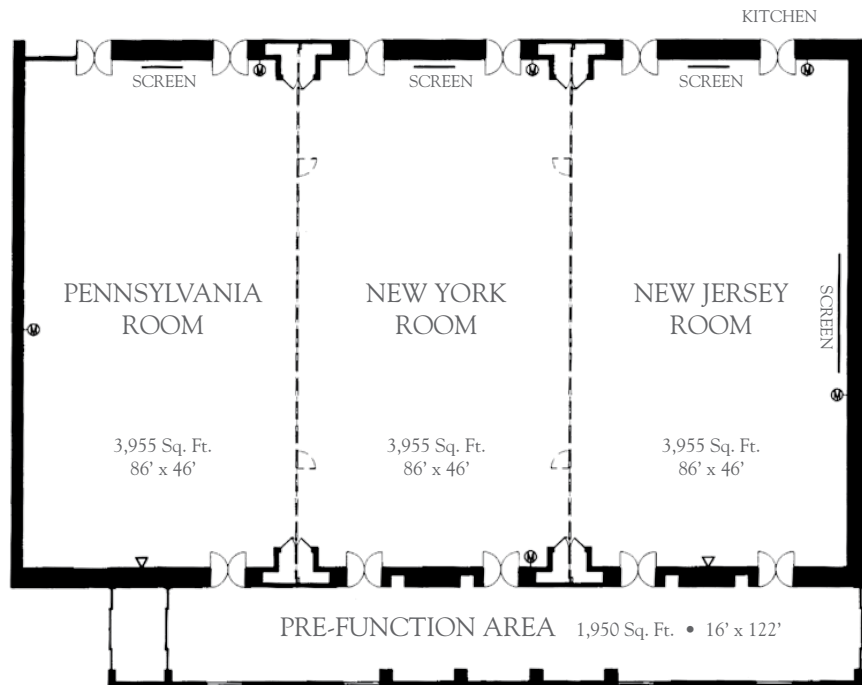 KITCHEN
SCREEN
SCREEN
SCREEN
PENNSYLVANIA
ROOM
NEW YORK
ROOM
NEW JERSEY
ROOM
SCREEN
3,955 Sq. Ft.
86’ x 46’
3,955 Sq. Ft.
86’ x 46’
3,955 Sq. Ft.
86’ x 46’
PRE-FUNCTION AREA 1,950 Sq. Ft. • 16’ x 122’